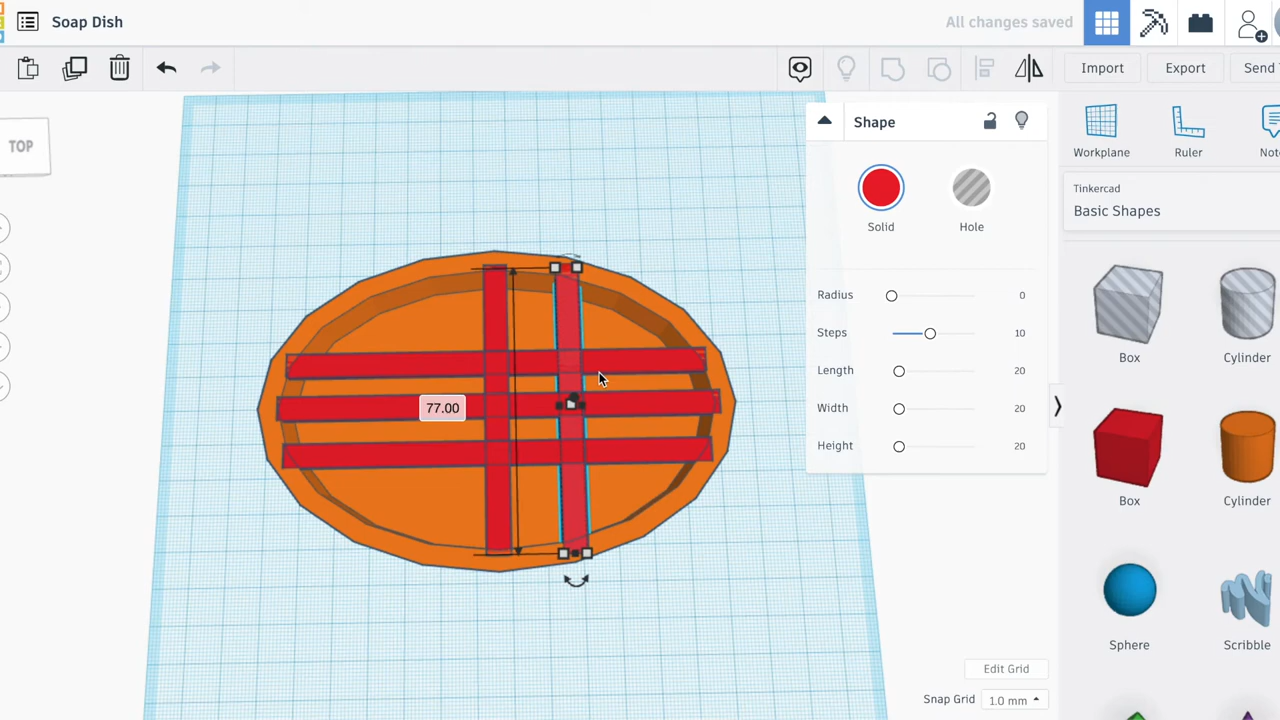 Soap Dish
All changes saved
Import
Export
Send
TOP
Shape
Solid
Hole
Radius 0
Steps 10
Length 20
Width 20
Height 20
77.00
Workplane
Ruler
Tinkercad
Basic Shapes
Box
Cylinder
Box
Cylinder
Sphere
Scribble
Edit Grid
Snap Grid 1.0 mm